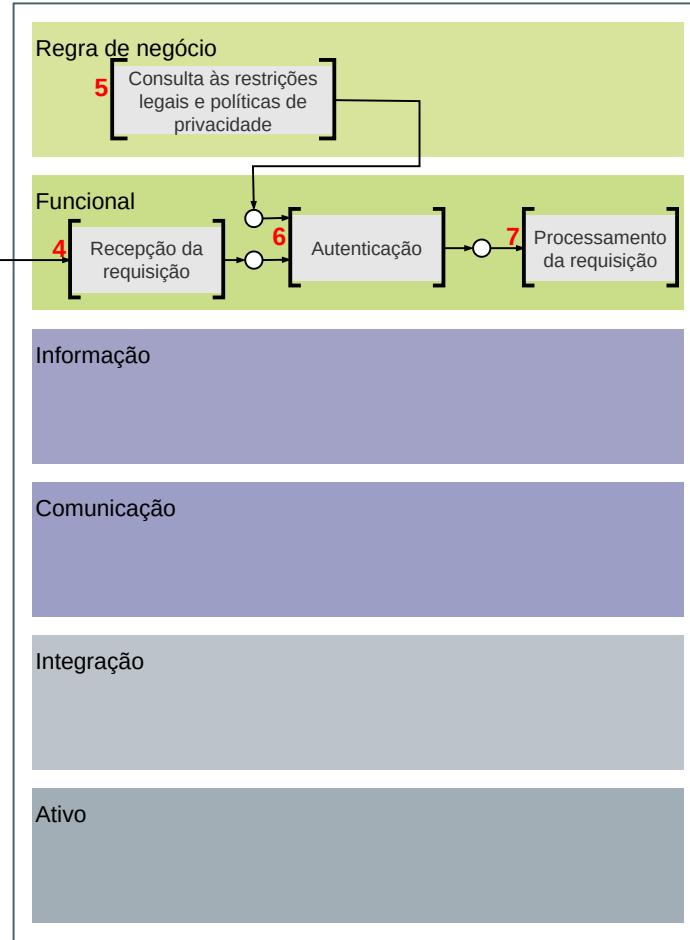 Regra de negócio
5
Consulta às restrições
legais e políticas de
privacidade
Funcional
4
Recepção da
requisição
6
Autenticação
7
Processamento
da requisição
Informação
Comunicação
Integração
Ativo